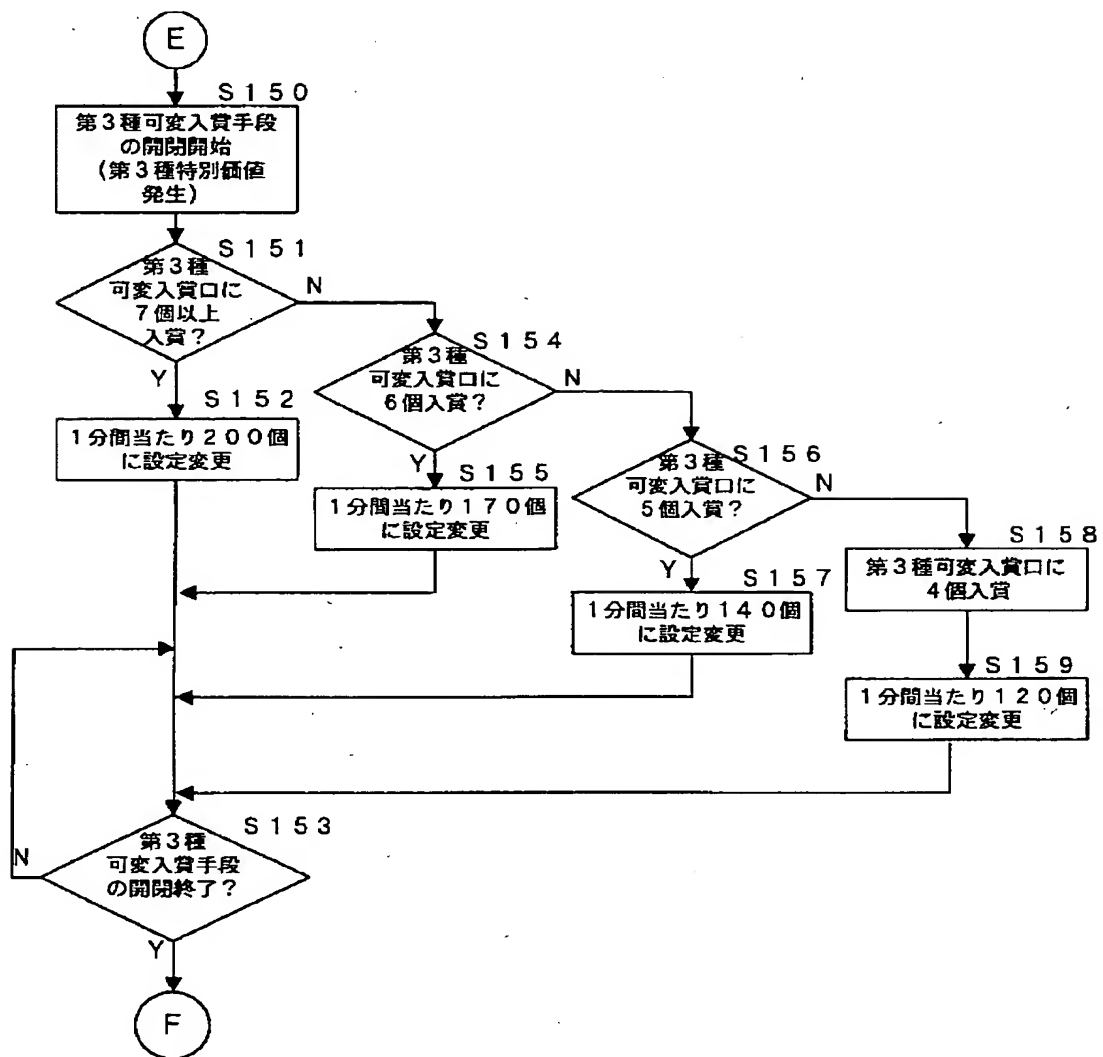 E
S150
第3種可変入賞手段
の開閉開始
(第3種特別価値
発生)
S151
第3種
可変入賞口に
7個以上
入賞?
N
Y
S154
第3種
可変入賞口に
6個入賞?
N
Y
S152
1分間当たり200個
に設定変更
S155
1分間当たり170個
に設定変更
S156
第3種
可変入賞口に
5個入賞?
N
Y
S157
1分間当たり140個
に設定変更
S158
第3種可変入賞口に
4個入賞
S159
1分間当たり120個
に設定変更
S153
第3種
可変入賞手段
の開閉終了?
N
Y
F